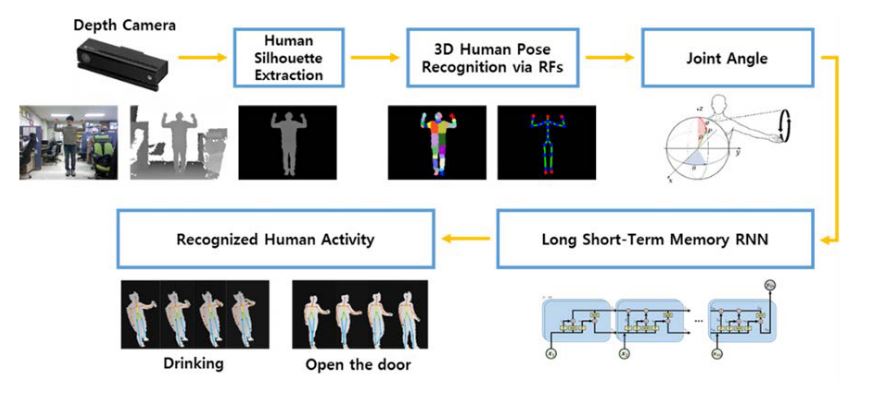 Depth Camera
Human
Silhouette
Extraction
3D Human Pose
Recognition via RFs
Joint Angle
Recognized Human Activity
Long Short-Term Memory RNN
Drinking
Open the door